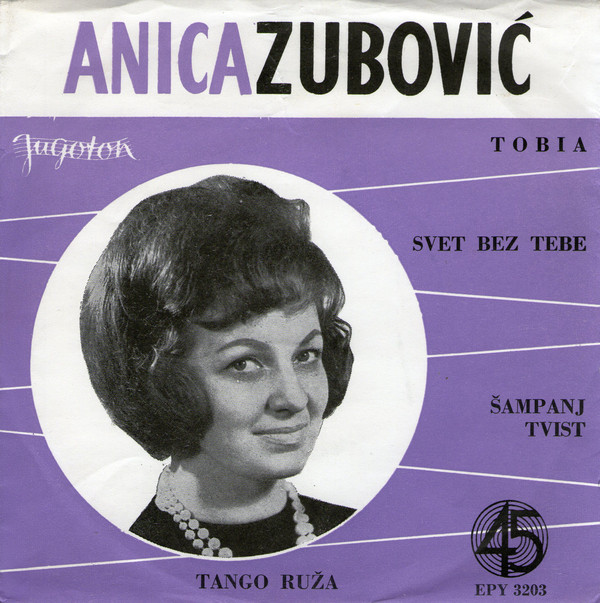 ANICA ZUBOVIĆ
Jugoton
TOBIA
SVET BEZ TEBE
ŠAMPANJ
TVIST
TANGO RUŽA
45
EPY 3203